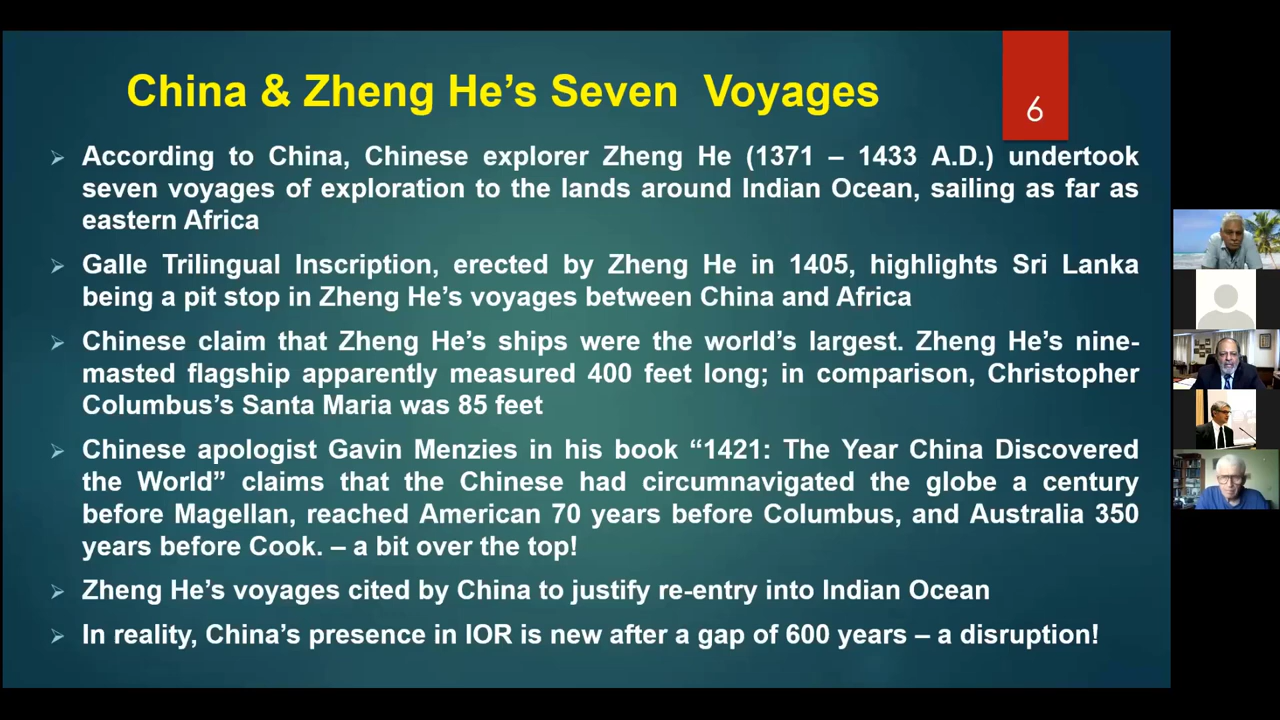 China & Zheng He’s Seven Voyages
6
According to China, Chinese explorer Zheng He (1371 – 1433 A.D.) undertook
seven voyages of exploration to the lands around Indian Ocean, sailing as far as
eastern Africa
Galle Trilingual Inscription, erected by Zheng He in 1405, highlights Sri Lanka
being a pit stop in Zheng He’s voyages between China and Africa
Chinese claim that Zheng He’s ships were the world’s largest. Zheng He’s nine-
masted flagship apparently measured 400 feet long; in comparison, Christopher
Columbus’s Santa Maria was 85 feet
Chinese apologist Gavin Menzies in his book “1421: The Year China Discovered
the World” claims that the Chinese had circumnavigated the globe a century
before Magellan, reached American 70 years before Columbus, and Australia 350
years before Cook. – a bit over the top!
Zheng He’s voyages cited by China to justify re-entry into Indian Ocean
In reality, China’s presence in IOR is new after a gap of 600 years – a disruption!